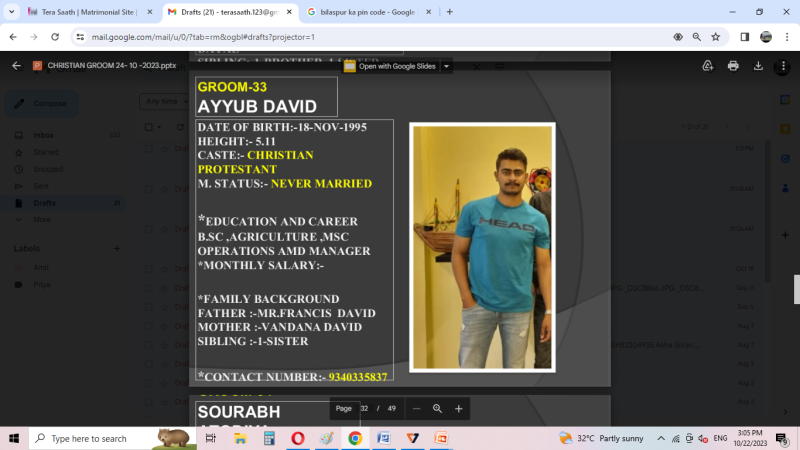 Tera Saath | Matrimonial Site |
Drafts (21) - terasaath.123@gm
bilaspur ka pin code - Google
mail.google.com/mail/u/0/?tab=rm&ogbl#drafts?projector=1
CHRISTIAN GROOM 24- 10 -2023.pptx
Open with Google Slides
Compose
Any time
Inbox
Starred
Snoozed
Sent
Drafts
21
More
Labels
Amit
Priya
GROOM-33
AYYUB DAVID
DATE OF BIRTH:-18-NOV-1995
HEIGHT:- 5.11
CASTE:- CHRISTIAN
PROTESTANT
M. STATUS:- NEVER MARRIED
*EDUCATION AND CAREER
B.SC ,AGRICULTURE ,MSC
OPERATIONS AMD MANAGER
*MONTHLY SALARY:-
*FAMILY BACKGROUND
FATHER :-MR.FRANCIS DAVID
MOTHER :-VANDANA DAVID
SIBLING :-1-SISTER
*CONTACT NUMBER:- 9340335837
HEAD
SOURABH
Page 32 / 49
Type here to search
32°C Partly sunny
ENG
3:05 PM
10/22/2023